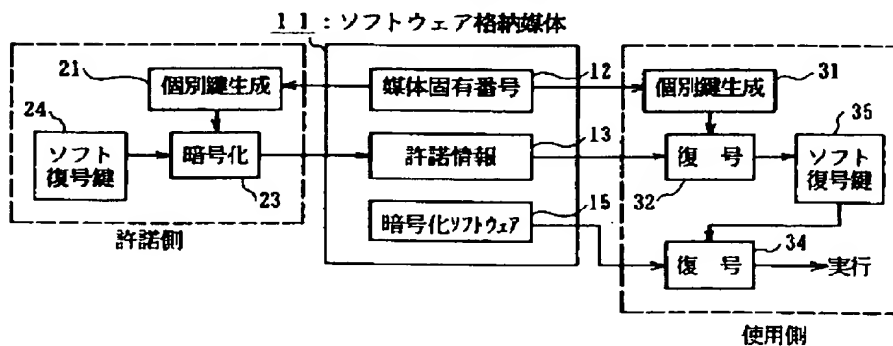 11:ソフトウェア格納媒体
21
個別鍵生成
24
ソフト
復号鍵
暗号化
23
許諾側
媒体固有番号
12
許諾情報
13
暗号化ソフトウェア
15
個別鍵生成
31
復 号
32
35
ソフト
復号鍵
復 号
34
実行
使用側